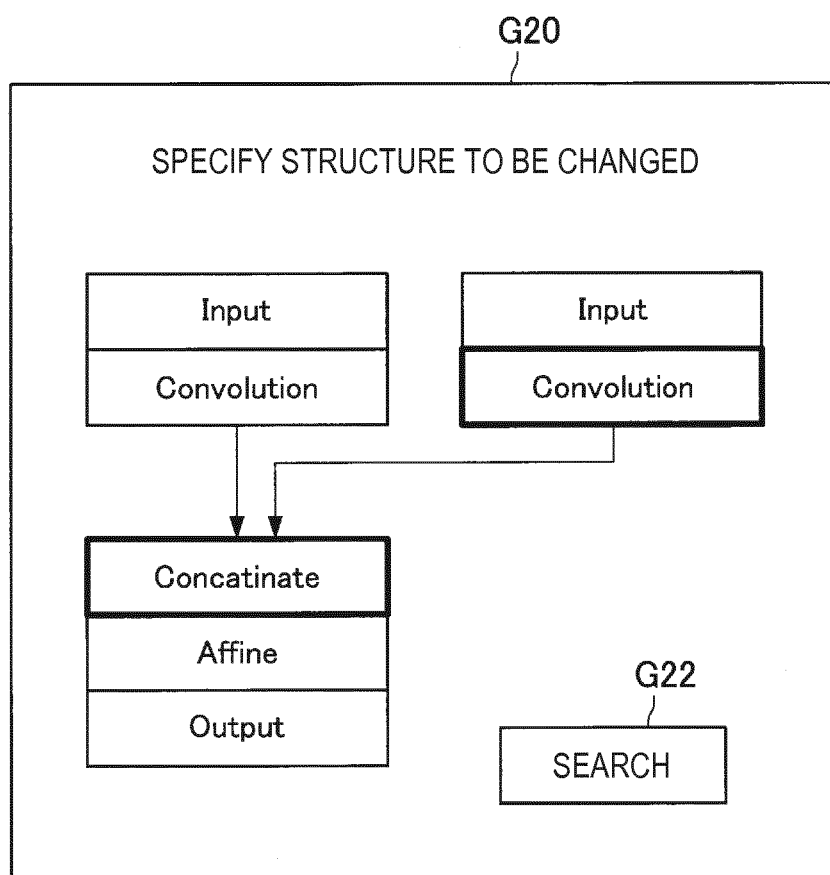 G20
SPECIFY STRUCTURE TO BE CHANGED
Input
Convolution
Input
Convolution
Concatinate
Affine
Output
G22
SEARCH